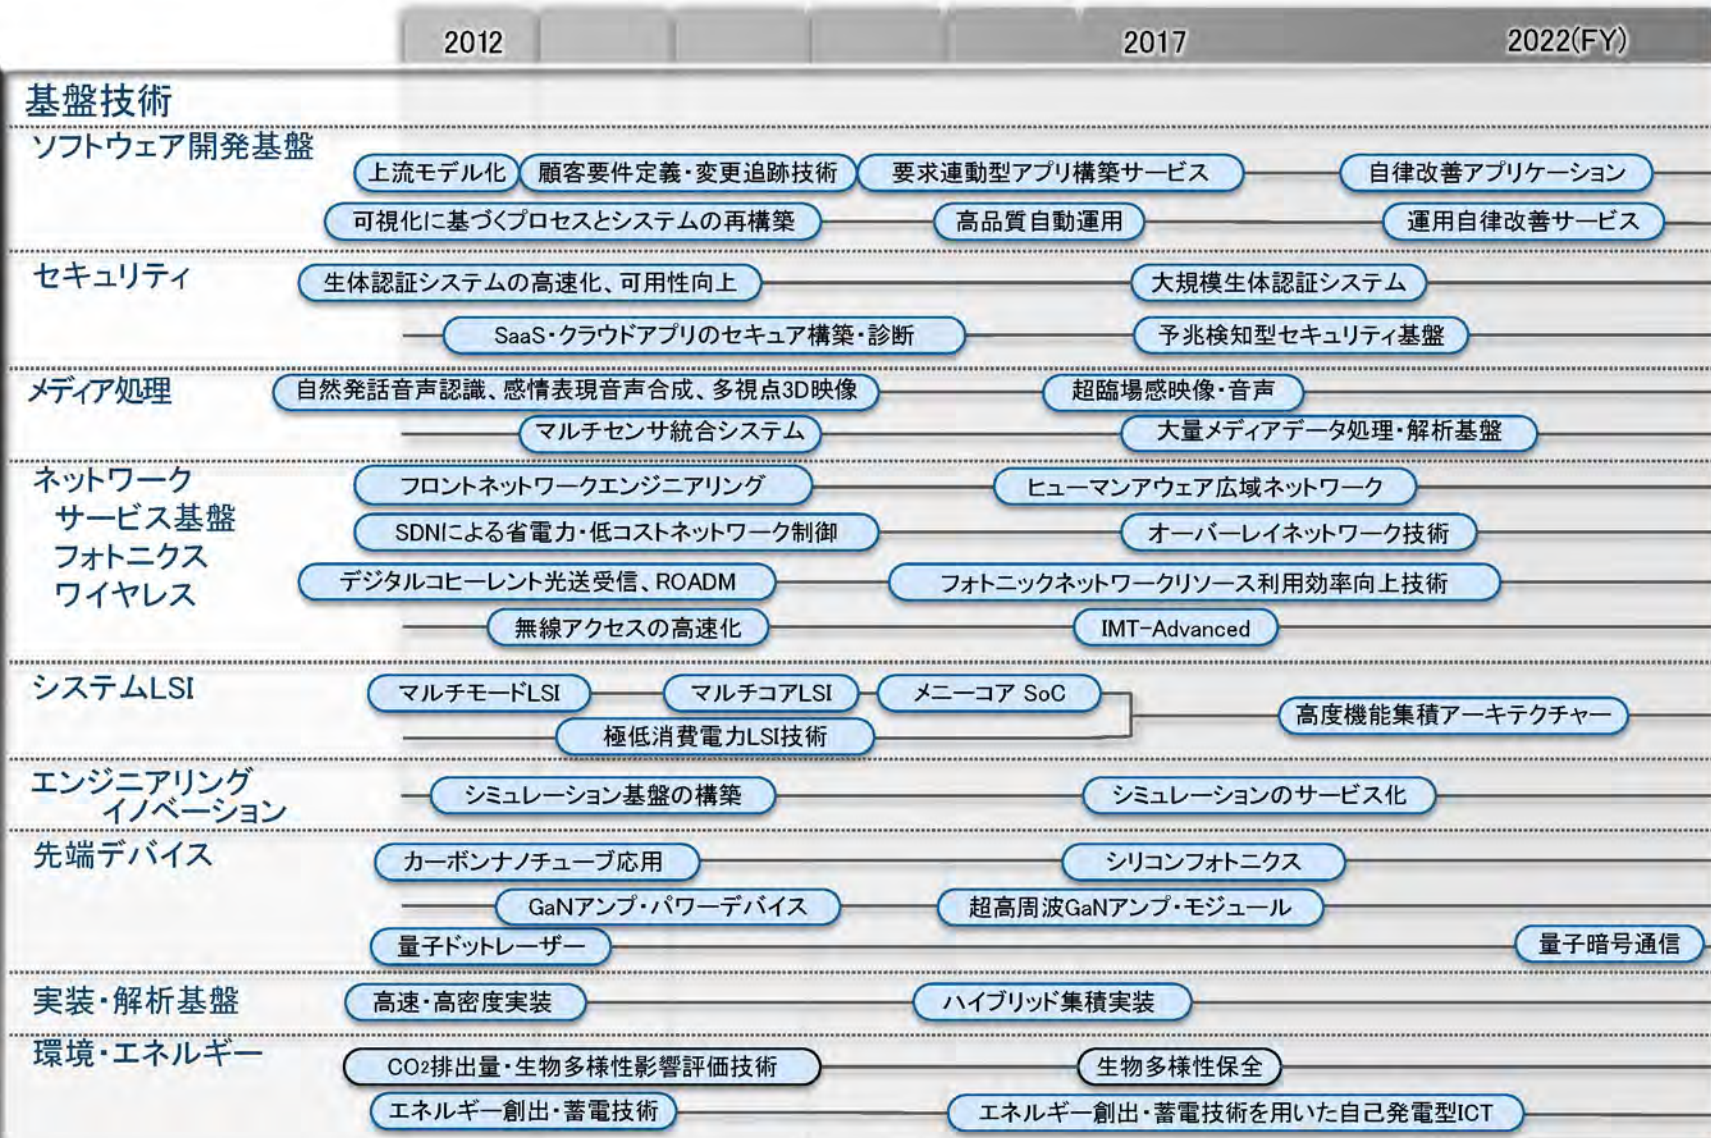 2012 2017 2022(FY)
基盤技術
ソフトウェア開発基盤
上流モデル化 顧客要件定義・変更追跡技術 要求連動型アプリ構築サービス 自律改善アプリケーション
可視化に基づくプロセスとシステムの再構築 高品質自動運用 運用自律改善サービス
セキュリティ
生体認証システムの高速化、可用性向上 大規模生体認証システム
SaaS・クラウドアプリのセキュア構築・診断 予兆検知型セキュリティ基盤
メディア処理
自然発話音声認識、感情表現音声合成、多視点3D映像 超臨場感映像・音声
マルチセンサ統合システム 大量メディアデータ処理・解析基盤
ネットワーク
サービス基盤
フォトニクス
ワイヤレス
フロントネットワークエンジニアリング ヒューマンアウェア広域ネットワーク
SDNによる省電力・低コストネットワーク制御 オーバーレイネットワーク技術
デジタルコヒーレント光送受信、ROADM フォトニックネットワークリソース利用効率向上技術
無線アクセスの高速化 IMT-Advanced
システムLSI
マルチモードLSI マルチコアLSI メニーコア SoC
高度機能集積アーキテクチャー
極低消費電力LSI技術
エンジニアリング
イノベーション
シミュレーション基盤の構築 シミュレーションのサービス化
先端デバイス
カーボンナノチューブ応用 シリコンフォトニクス
GaNアンプ・パワーデバイス 超高周波GaNアンプ・モジュール
量子ドットレーザー 量子暗号通信
実装・解析基盤
高速・高密度実装 ハイブリッド集積実装
環境・エネルギー
CO2排出量・生物多様性影響評価技術 生物多様性保全
エネルギー創出・蓄電技術 エネルギー創出・蓄電技術を用いた自己発電型ICT